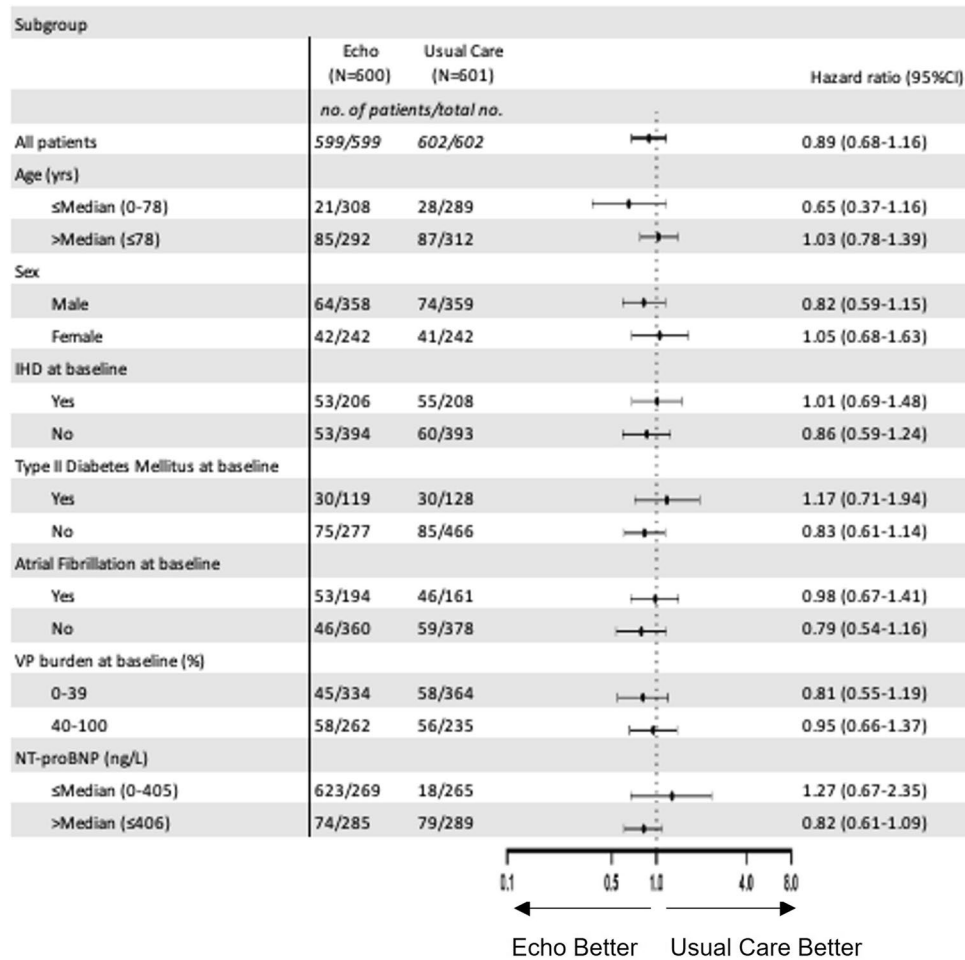 Subgroup
Echo Usual Care
(N=600) (N=601) Hazard ratio (95%CI)
no. of patients/total no.
All patients 599/599 602/602 0.89 (0.68-1.16)
Age (yrs)
≤Median (0-78) 21/308 28/289 0.65 (0.37-1.16)
>Median (≤78) 85/292 87/312 1.03 (0.78-1.39)
Sex
Male 64/358 74/359 0.82 (0.59-1.15)
Female 42/242 41/242 1.05 (0.68-1.63)
IHD at baseline
Yes 53/206 55/208 1.01 (0.69-1.48)
No 53/394 60/393 0.86 (0.59-1.24)
Type II Diabetes Mellitus at baseline
Yes 30/119 30/128 1.17 (0.71-1.94)
No 75/277 85/466 0.83 (0.61-1.14)
Atrial Fibrillation at baseline
Yes 53/194 46/161 0.98 (0.67-1.41)
No 46/360 59/378 0.79 (0.54-1.16)
VP burden at baseline (%)
0-39 45/334 58/364 0.81 (0.55-1.19)
40-100 58/262 56/235 0.95 (0.66-1.37)
NT-proBNP (ng/L)
≤Median (0-405) 623/269 18/265 1.27 (0.67-2.35)
>Median (≤406) 74/285 79/289 0.82 (0.61-1.09)
0.1 0.5 1.0 4.0 8.0
Echo Better Usual Care Better